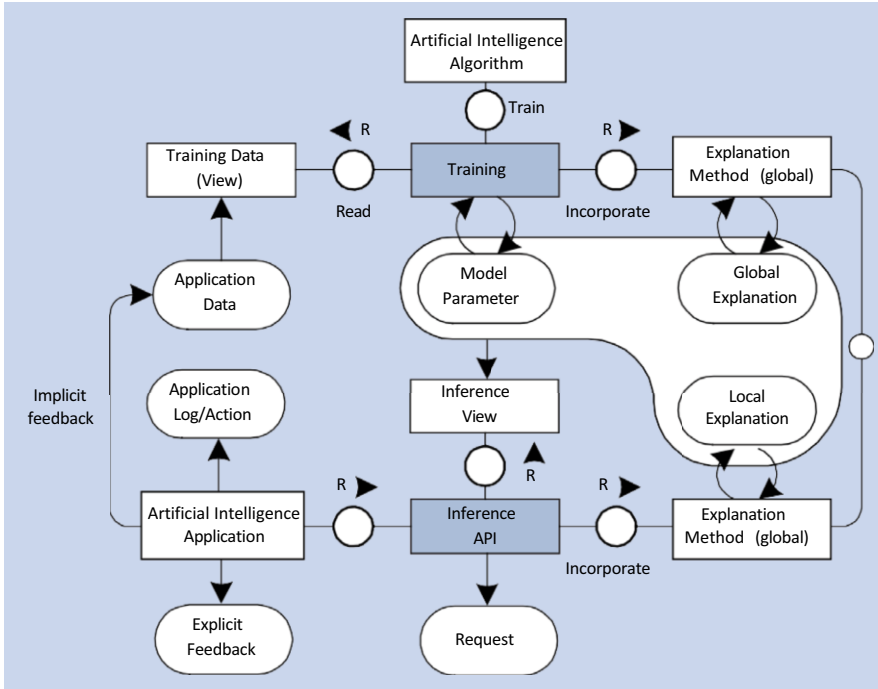 Artificial Intelligence
Algorithm
Train
R
R
Training Data
(View)
Training
Explanation
Method (global)
Read
Incorporate
Application
Data
Model
Parameter
Global
Explanation
Implicit
feedback
Application
Log/Action
Inference
View
Local
Explanation
R
R
R
Artificial Intelligence
Application
Inference
API
Explanation
Method (global)
Incorporate
Explicit
Feedback
Request